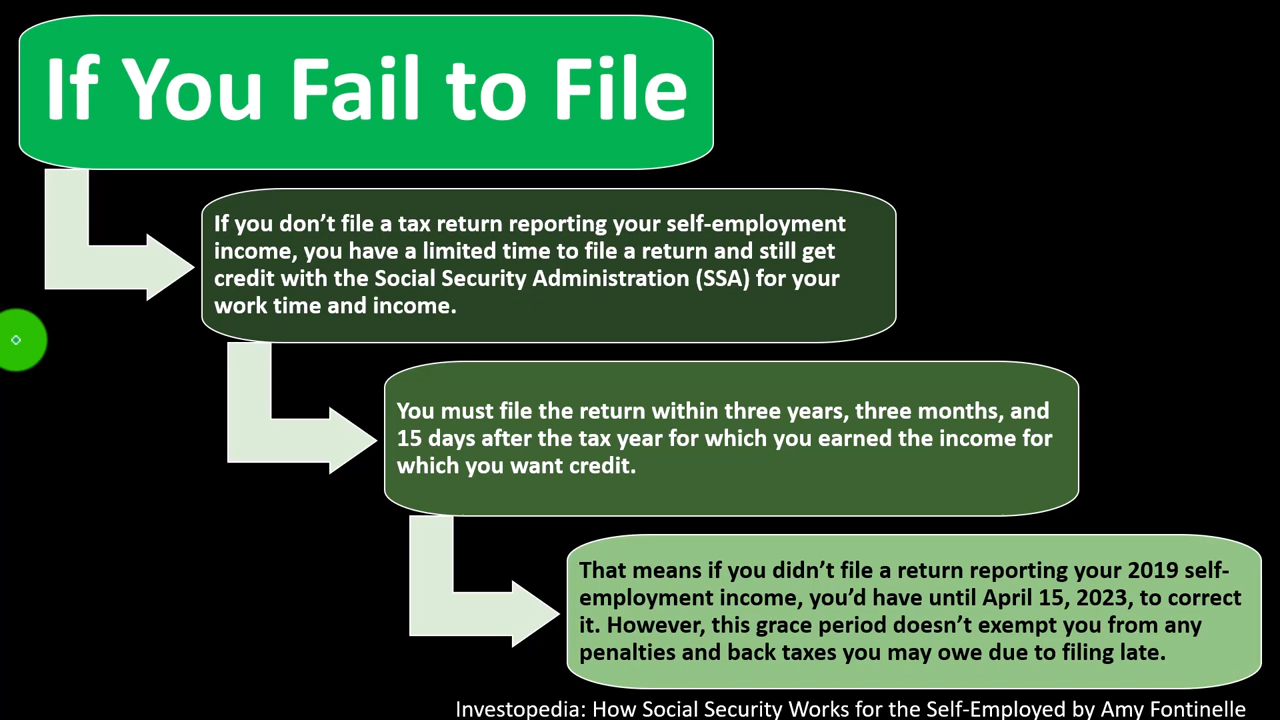 If You Fail to File
If you don’t file a tax return reporting your self-employment
income, you have a limited time to file a return and still get
credit with the Social Security Administration (SSA) for your
work time and income.
You must file the return within three years, three months, and
15 days after the tax year for which you earned the income for
which you want credit.
That means if you didn’t file a return reporting your 2019 self-
employment income, you’d have until April 15, 2023, to correct
it. However, this grace period doesn’t exempt you from any
penalties and back taxes you may owe due to filing late.
Investopedia: How Social Security Works for the Self-Employed by Amy Fontinelle